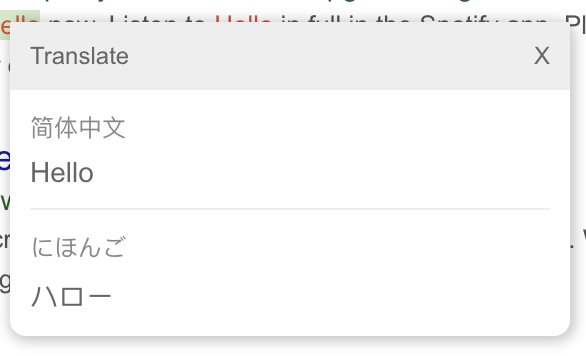 Hello now. Listen to Hello in full in the Spotify app. Pl
Translate
X
简体中文
Hello
にほんご
ハロー